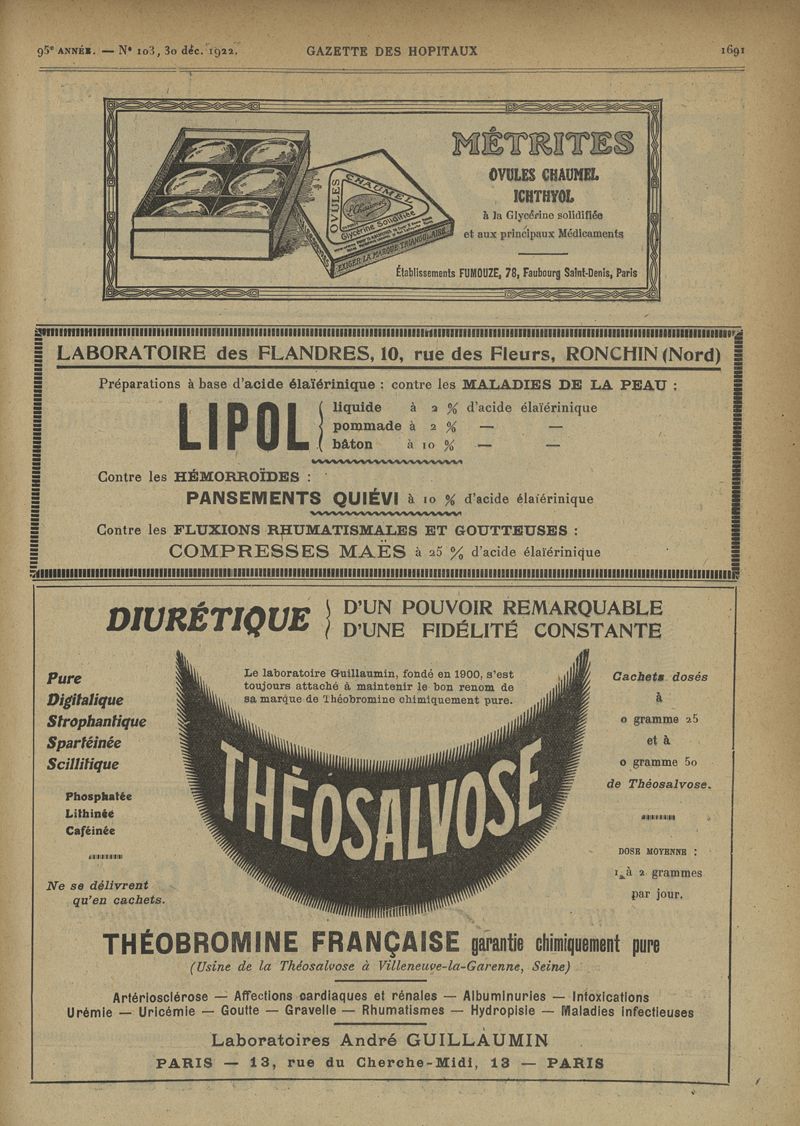 95e ANNÉE. — N° 103, 30 déc. 1922. GAZETTE DES HOPITAUX 1691
MÉTRITES
OVULES CHAUMEL
ICHTHYOL
à la Glycérine solidifiée
et aux principaux Médicaments
Établissements FUMOUZE, 78, Faubourg Saint-Denis, Paris
OVULES
CHAUMEL
Glycérine Solidifiée
EXIGER LA MARQUE TRIANGULAIRE
LABORATOIRE des FLANDRES, 10, rue des Fleurs, RONCHIN (Nord)
Préparations à base d'acide élaïérinique : contre les MALADIES DE LA PEAU :
LIPOL
liquide à 2 % d'acide élaïérinique
pommade à 2 % — —
bâton à 10 % — —
Contre les HÉMORROÏDES :
PANSEMENTS QUIÉVI à 10 % d'acide élaïérinique
Contre les FLUXIONS RHUMATISMALES ET GOUTTEUSES :
COMPRESSES MAËS à 25 % d'acide élaïérinique
DIURÉTIQUE
D'UN POUVOIR REMARQUABLE
D'UNE FIDÉLITÉ CONSTANTE
Le laboratoire Guillaumin, fondé en 1900, s'est
toujours attaché à maintenir le bon renom de
sa marque de Théobromine chimiquement pure.
Pure
Digitalique
Strophantique
Spartéinée
Scillitique
Phosphatée
Lithinée
Caféinée
Ne se délivrent
qu'en cachets.
THÉOSALVOSE
Cachets dosés
à
0 gramme 25
et à
0 gramme 50
de Théosalvose.
DOSE MOYENNE :
1 à 2 grammes
par jour.
THÉOBROMINE FRANÇAISE garantie chimiquement pure
(Usine de la Théosalvose à Villeneuve-la-Garenne, Seine)
Artériosclérose — Affections cardiaques et rénales — Albuminuries — Intoxications
Urémie — Uricémie — Goutte — Gravelle — Rhumatismes — Hydropisie — Maladies infectieuses
Laboratoires André GUILLAUMIN
PARIS — 13, rue du Cherche-Midi, 13 — PARIS